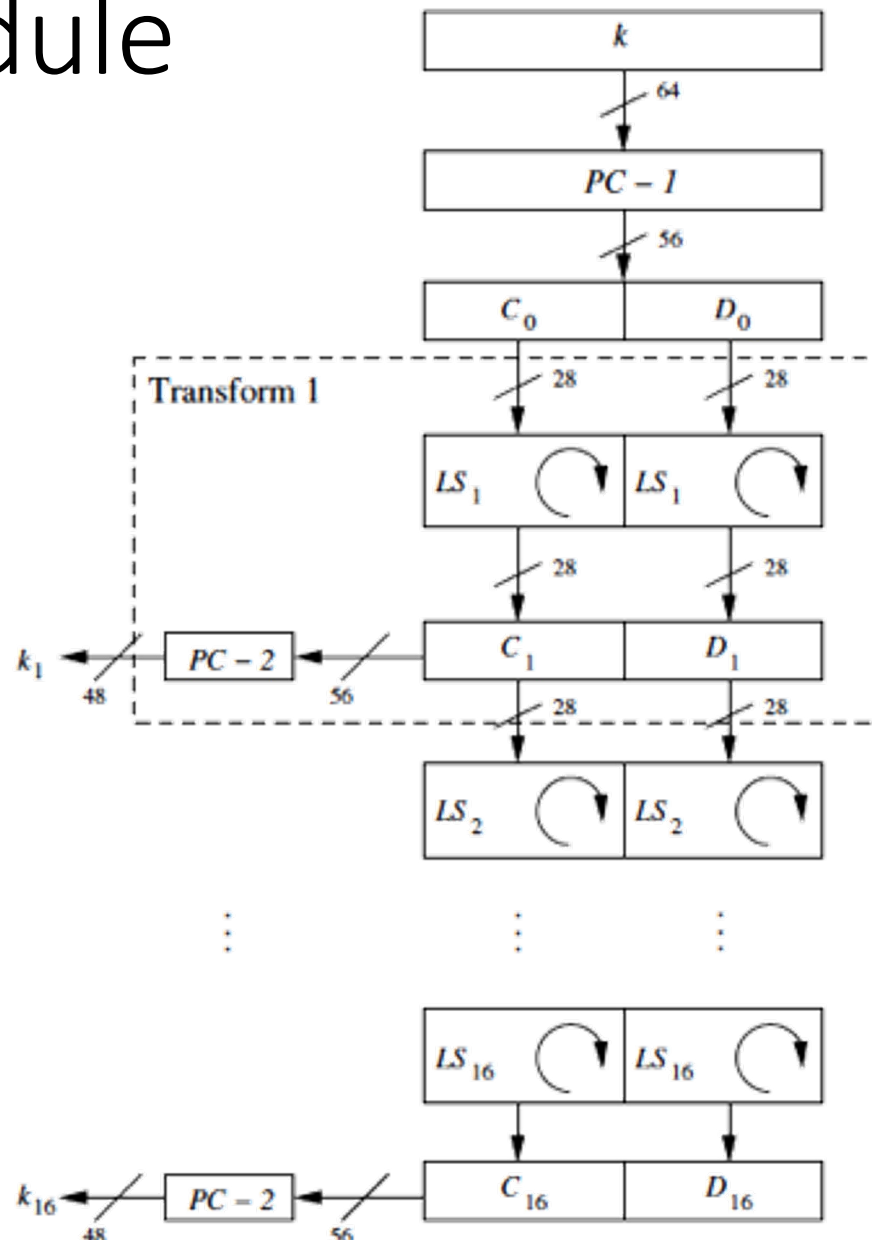 dule
k
64
PC – 1
56
C0 D0
Transform 1
28 28
LS1 LS1
28 28
k1 PC – 2 C1 D1
48 56
28 28
LS2 LS2
⋮ ⋮ ⋮
LS16 LS16
k16 PC – 2 C16 D16
48 56